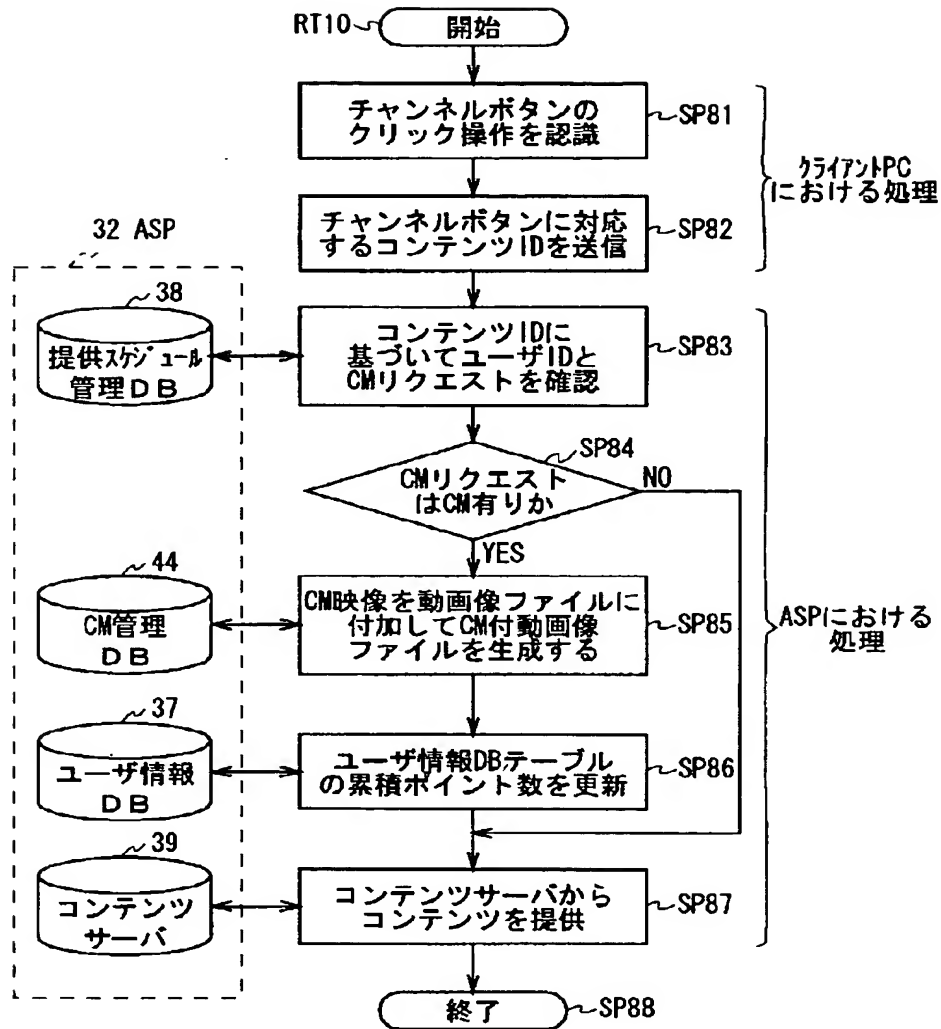 RT10
開始
チャンネルボタンの
クリック操作を認識
SP81
クライアントPC
における処理
チャンネルボタンに対応
するコンテンツIDを送信
SP82
32 ASP
38
提供スケジュール
管理DB
コンテンツIDに
基づいてユーザIDと
CMリクエストを確認
SP83
SP84
CMリクエスト
はCM有りか
NO
YES
44
CM管理
DB
CM映像を動画像ファイルに
付加してCM付動画像
ファイルを生成する
SP85
ASPにおける
処理
37
ユーザ情報
DB
ユーザ情報DBテーブル
の累積ポイント数を更新
SP86
39
コンテンツ
サーバ
コンテンツサーバから
コンテンツを提供
SP87
終了
SP88